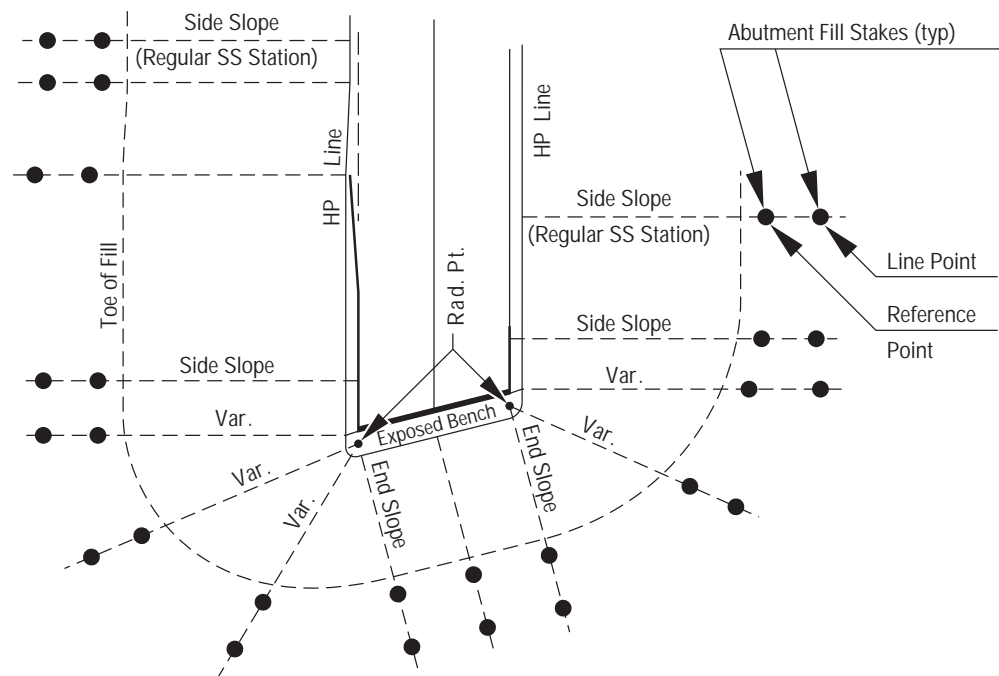 Side Slope
(Regular SS Station)
Abutment Fill Stakes (typ)
HP Line
HP Line
Side Slope
(Regular SS Station)
Line Point
Reference
Point
Toe of Fill
Rad. Pt.
Side Slope
Side Slope
Var.
Var.
Exposed Bench
Var.
Var.
Var.
End Slope
End Slope